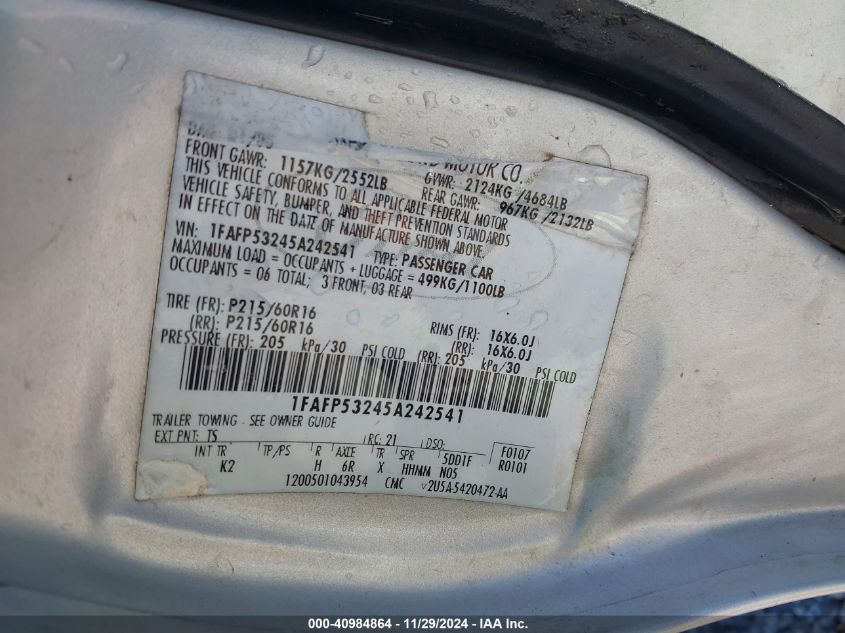 MOTOR CO.
FRONT GAWR: 1157KG/2552LB GVWR: 2124KG/4684LB
REAR GAWR: 967KG/2132LB
THIS VEHICLE CONFORMS TO ALL APPLICABLE FEDERAL MOTOR
VEHICLE SAFETY, BUMPER, AND THEFT PREVENTION STANDARDS
IN EFFECT ON THE DATE OF MANUFACTURE SHOWN ABOVE
VIN: 1FAFP53245A242541 TYPE: PASSENGER CAR
MAXIMUM LOAD = OCCUPANTS + LUGGAGE = 499KG/1100LB
OCCUPANTS = 06 TOTAL; 3 FRONT, 03 REAR
TIRE (FR): P215/60R16 RIMS (FR): 16X6.0J
(RR): P215/60R16 (RR): 16X6.0J
PRESSURE (FR): 205 kPa/30 PSI COLD (RR): 205 kPa/30 PSI COLD
1FAFP53245A242541
TRAILER TOWING - SEE OWNER GUIDE
EXT PNT: TS RC: 21 DSO: F0107
INT TR TP/PS R AXLE TR SPR 5DD1F R0101
K2 H 6R X HHMM N05
1200501043954 CMC 2U5A-5420472-AA
000-40984864 - 11/29/2024 - IAA Inc.